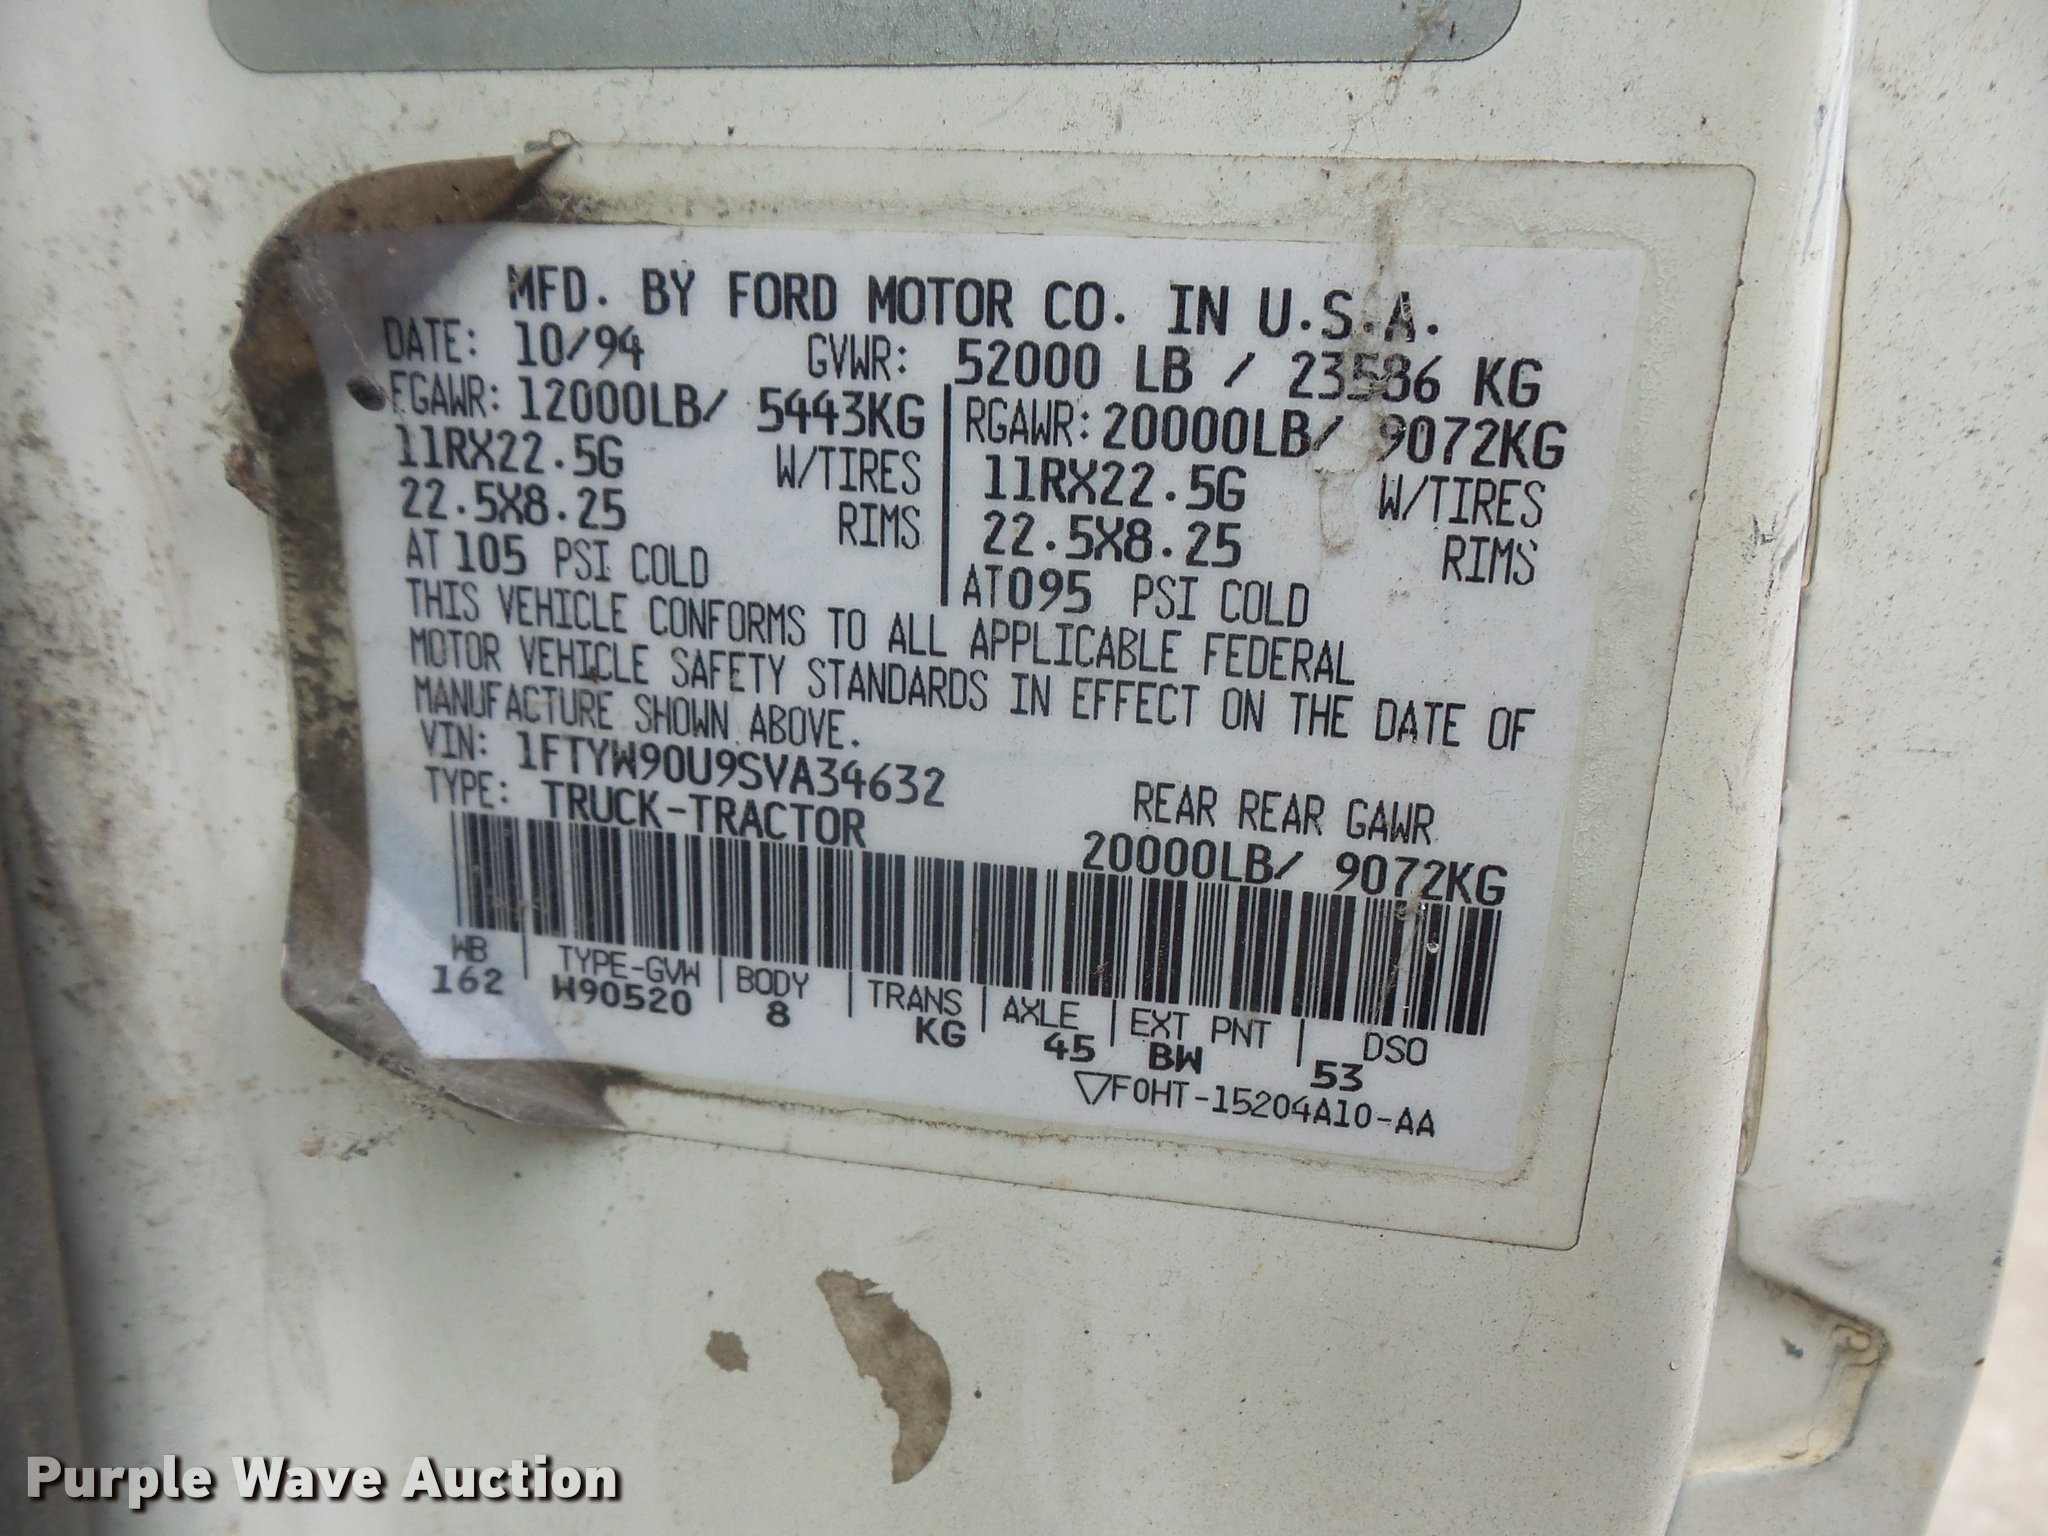 MFD. BY FORD MOTOR CO. IN U.S.A.
DATE: 10/94 GVWR: 52000 LB / 23586 KG
FGAWR: 12000LB/ 5443KG RGAWR: 20000LB/ 9072KG
11RX22.5G W/TIRES 11RX22.5G W/TIRES
22.5X8.25 RIMS 22.5X8.25 RIMS
AT 105 PSI COLD AT 095 PSI COLD
THIS VEHICLE CONFORMS TO ALL APPLICABLE FEDERAL
MOTOR VEHICLE SAFETY STANDARDS IN EFFECT ON THE DATE OF
MANUFACTURE SHOWN ABOVE.
VIN: 1FTYW90U9SVA34632 REAR REAR GAWR
TYPE: TRUCK-TRACTOR 20000LB/ 9072KG
WB TYPE-GVW BODY TRANS AXLE EXT PNT DSO
162 W90520 8 KG 45 BW 53
▽F0HT-15204A10-AA
Purple Wave Auction